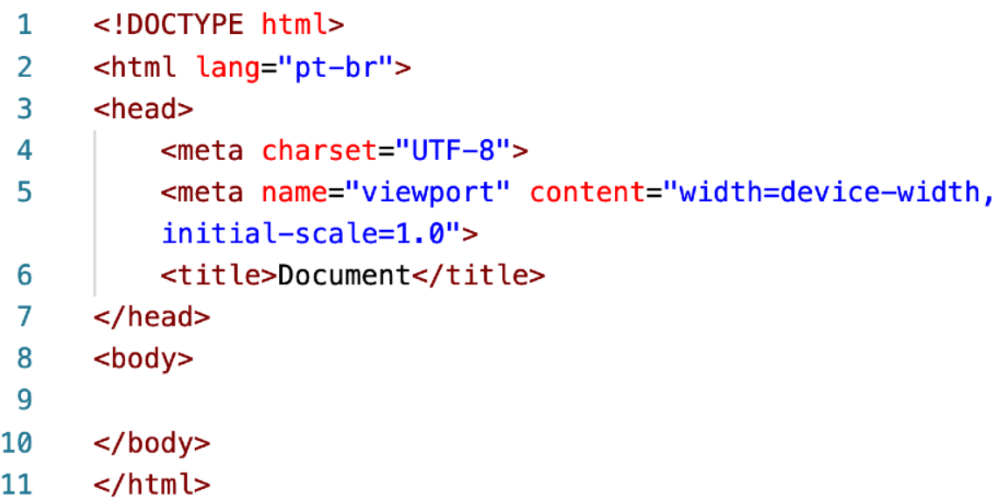 1 <!DOCTYPE html>
2 <html lang="pt-br">
3 <head>
4 <meta charset="UTF-8">
5 <meta name="viewport" content="width=device-width,
initial-scale=1.0">
6 <title>Document</title>
7 </head>
8 <body>
9
10 </body>
11 </html>